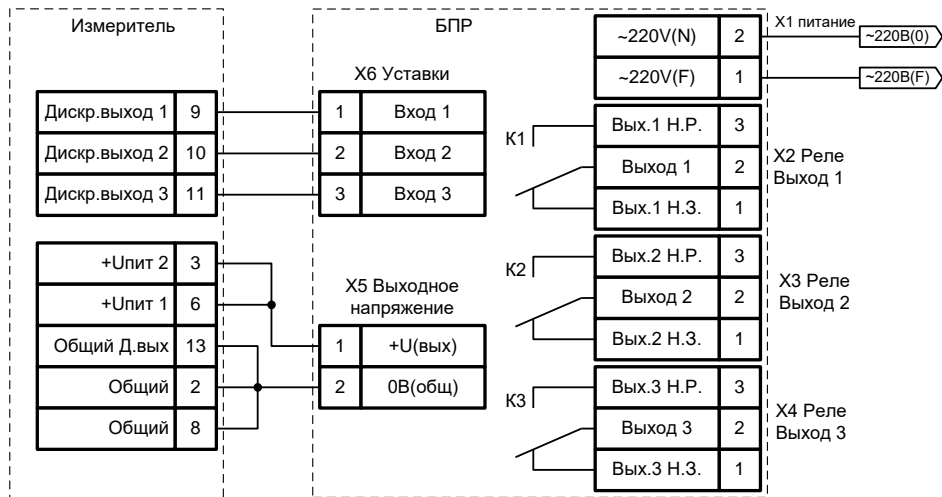 Измеритель
Дискр.выход 1 9
Дискр.выход 2 10
Дискр.выход 3 11
+Uпит 2 3
+Uпит 1 6
Общий Д.вых 13
Общий 2
Общий 8
БПР
X6 Уставки
1 Вход 1
2 Вход 2
3 Вход 3
X5 Выходное
напряжение
1 +U(вых)
2 0В(общ)
~220V(N) 2
~220V(F) 1
X1 питание
~220В(0)
~220В(F)
К1
Вых.1 Н.Р. 3
Выход 1 2
Вых.1 Н.З. 1
X2 Реле
Выход 1
К2
Вых.2 Н.Р. 3
Выход 2 2
Вых.2 Н.З. 1
X3 Реле
Выход 2
К3
Вых.3 Н.Р. 3
Выход 3 2
Вых.3 Н.З. 1
X4 Реле
Выход 3